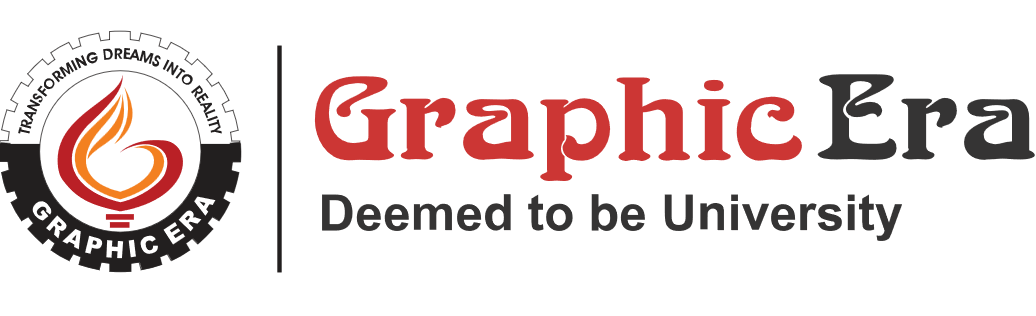 TRANSFORMING DREAMS INTO REALITY
GRAPHIC ERA
Graphic Era
Deemed to be University